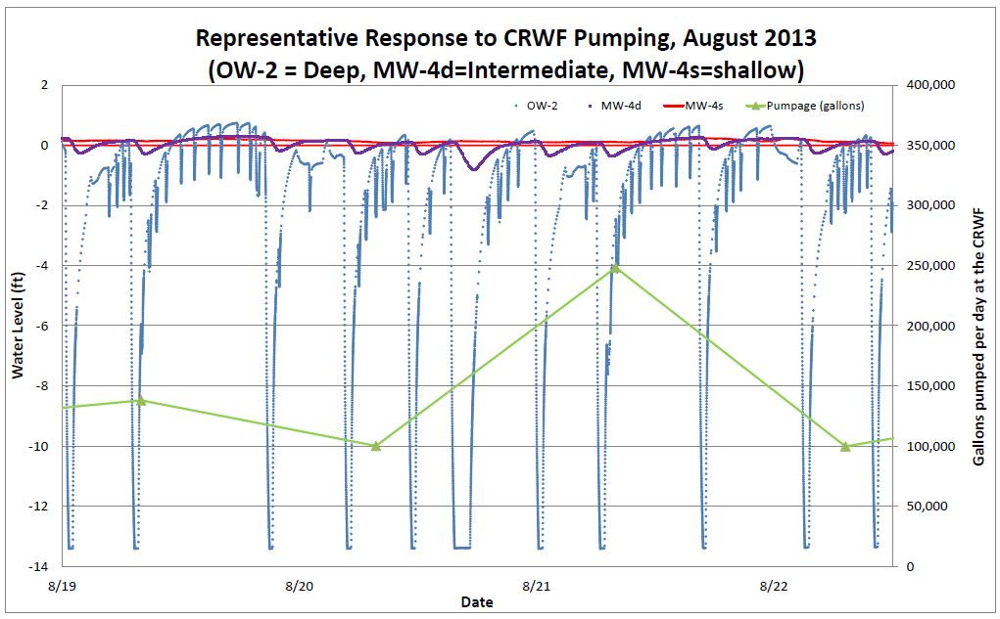 Representative Response to CRWF Pumping, August 2013
(OW-2 = Deep, MW-4d=Intermediate, MW-4s=shallow)
OW-2 MW-4d MW-4s Pumpage (gallons)
2
0
-2
-4
-6
-8
-10
-12
-14
Water Level (ft)
400,000
350,000
300,000
250,000
200,000
150,000
100,000
50,000
0
Gallons pumped per day at the CRWF
8/19 8/20 8/21 8/22
Date